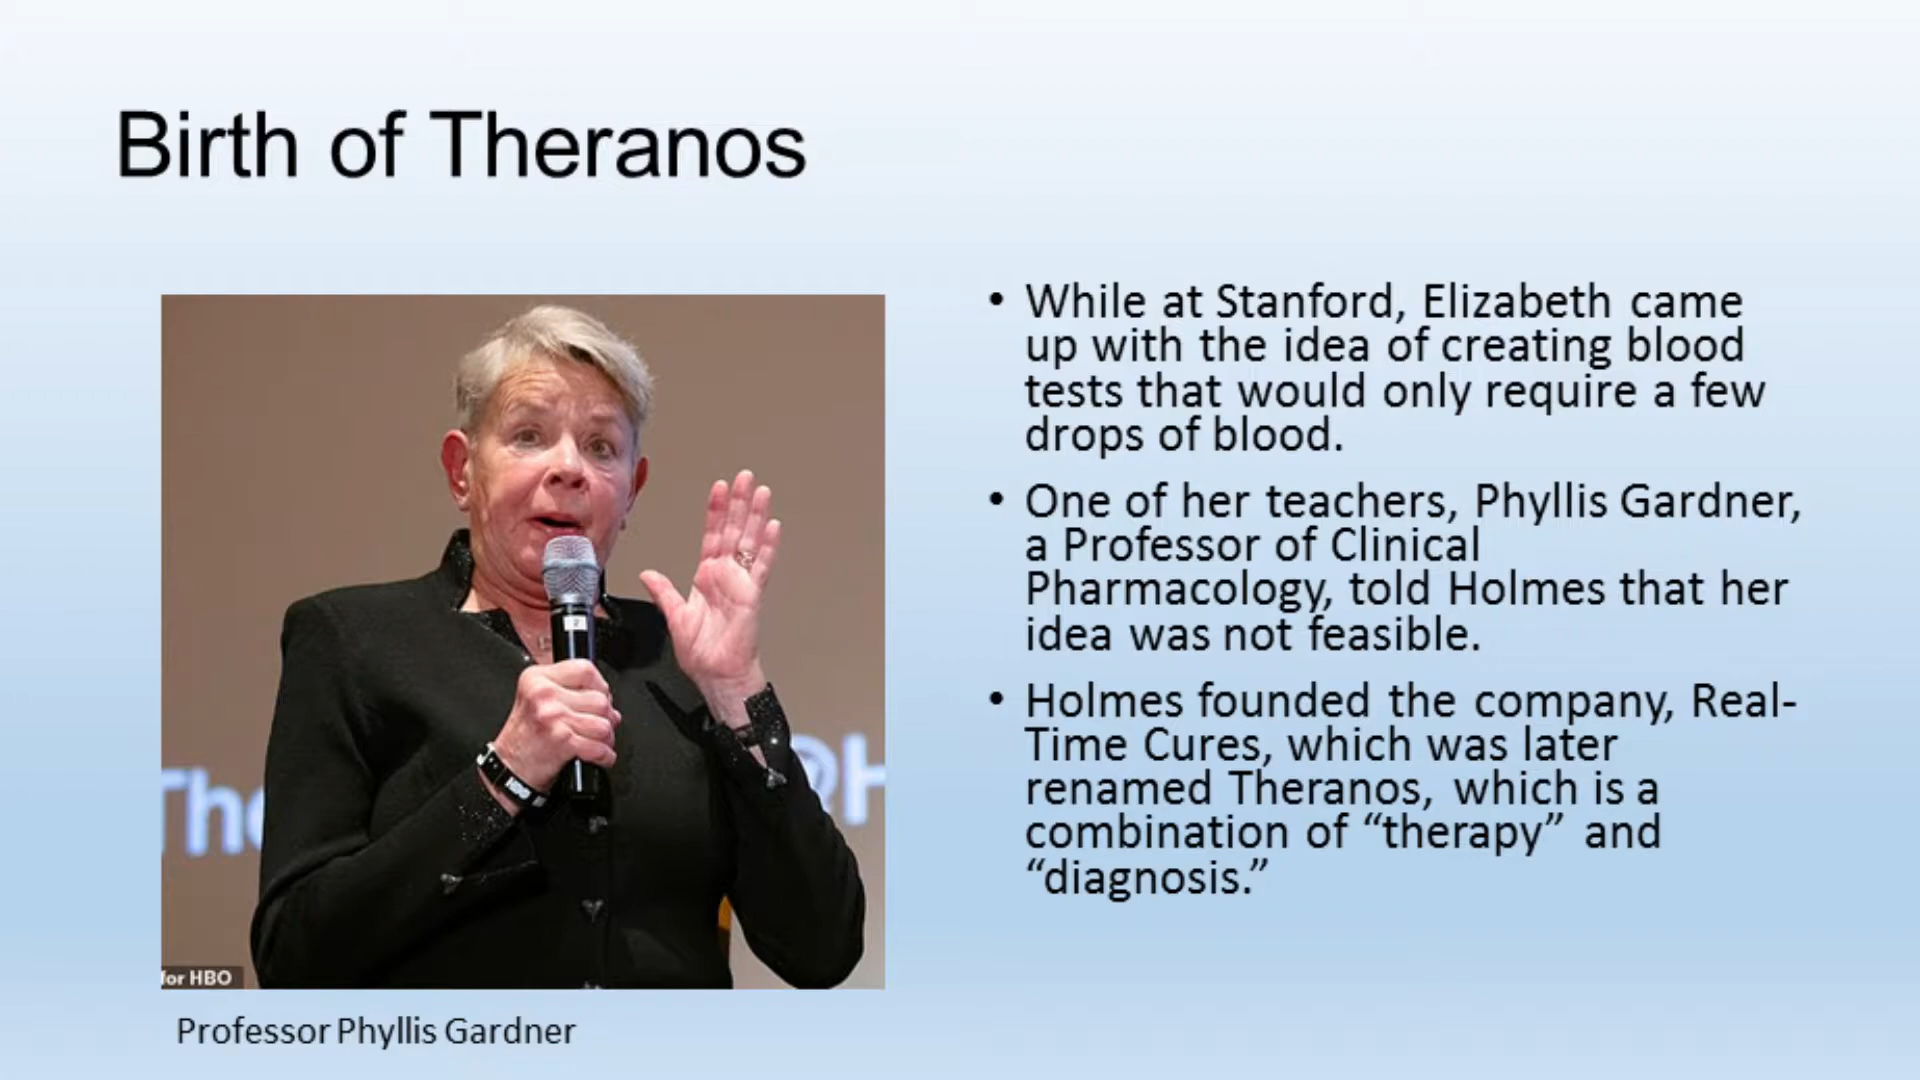 Birth of Theranos
• While at Stanford, Elizabeth came
up with the idea of creating blood
tests that would only require a few
drops of blood.
• One of her teachers, Phyllis Gardner,
a Professor of Clinical
Pharmacology, told Holmes that her
idea was not feasible.
• Holmes founded the company, Real-
Time Cures, which was later
renamed Theranos, which is a
combination of “therapy” and
“diagnosis.”
The
@H
2
HBO
for HBO
Professor Phyllis Gardner